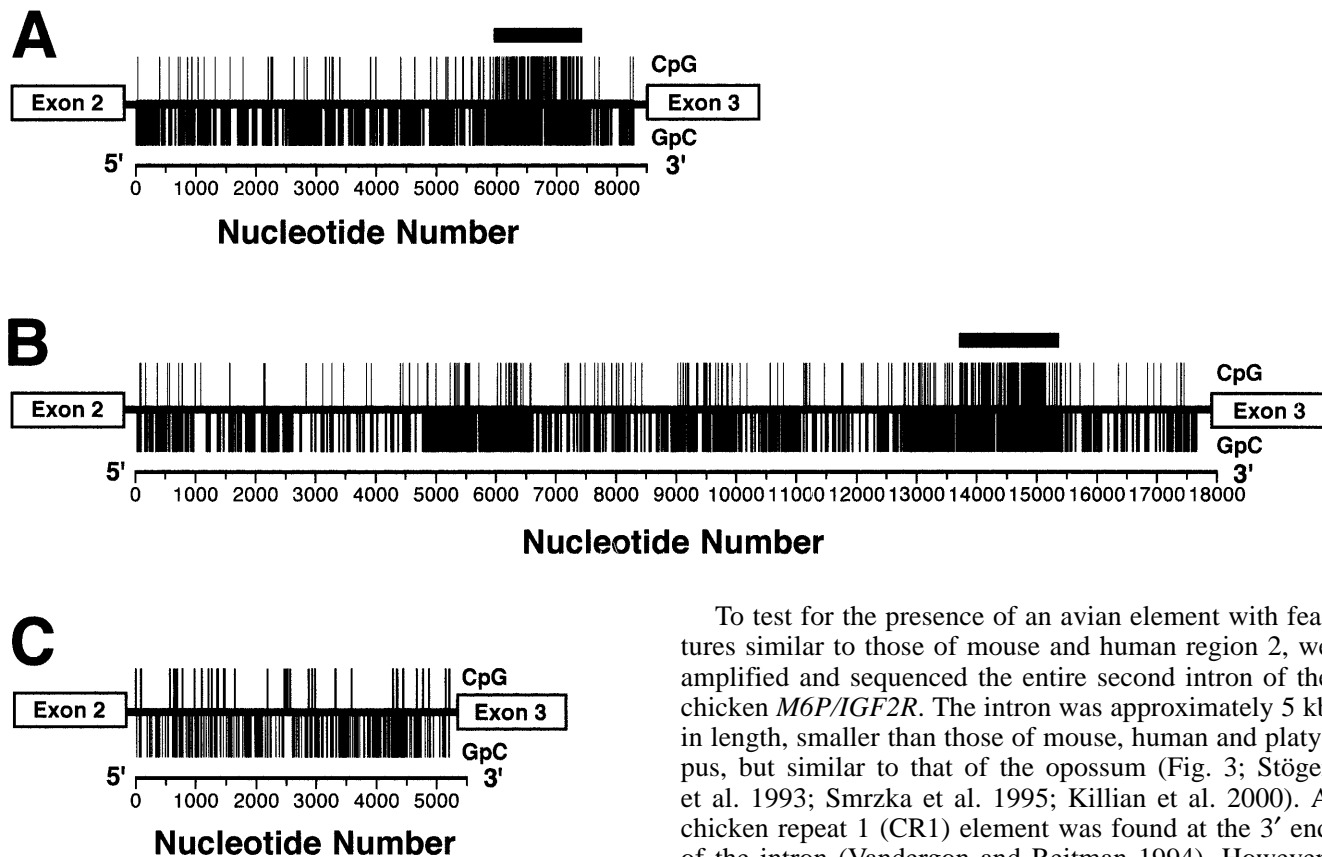 A
CpG
Exon 2
Exon 3
GpC
5'
3'
0 1000 2000 3000 4000 5000 6000 7000 8000
Nucleotide Number
B
CpG
Exon 2
Exon 3
GpC
5'
3'
0 1000 2000 3000 4000 5000 6000 7000 8000 9000 10000 11000 12000 13000 14000 15000 16000 17000 18000
Nucleotide Number
C
CpG
Exon 2
Exon 3
GpC
5'
3'
0 1000 2000 3000 4000 5000
Nucleotide Number
To test for the presence of an avian element with fea
tures similar to those of mouse and human region 2, we
amplified and sequenced the entire second intron of the
chicken M6P/IGF2R. The intron was approximately 5 kb
in length, smaller than those of mouse, human and platy
pus, but similar to that of the opossum (Fig. 3; Stöge
et al. 1993; Smrzka et al. 1995; Killian et al. 2000). A
chicken repeat 1 (CR1) element was found at the 3′ end
of the intron (Vandergon and Reitman 1994). However